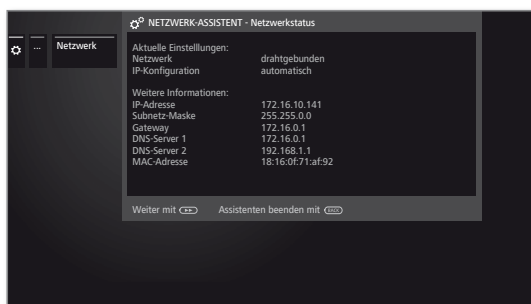 NETZWERK-ASSISTENT - Netzwerkstatus
... Netzwerk
Aktuelle Einstelllungen:
Netzwerk drahtgebunden
IP-Konfiguration automatisch
Weitere Informationen:
IP-Adresse 172.16.10.141
Subnetz-Maske 255.255.0.0
Gateway 172.16.0.1
DNS-Server 1 172.16.0.1
DNS-Server 2 192.168.1.1
MAC-Adresse 18:16:0f:71:af:92
Weiter mit Assistenten beenden mit BACK